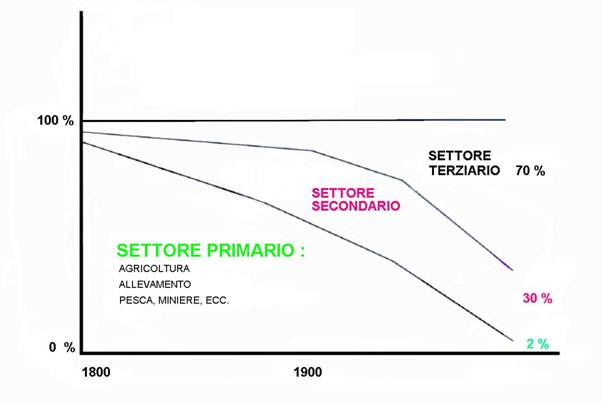 100 %
SETTORE
TERZIARIO 70 %
SETTORE
SECONDARIO
SETTORE PRIMARIO :
AGRICOLTURA
ALLEVAMENTO
PESCA, MINIERE, ECC.
30 %
2 %
0 %
1800 1900